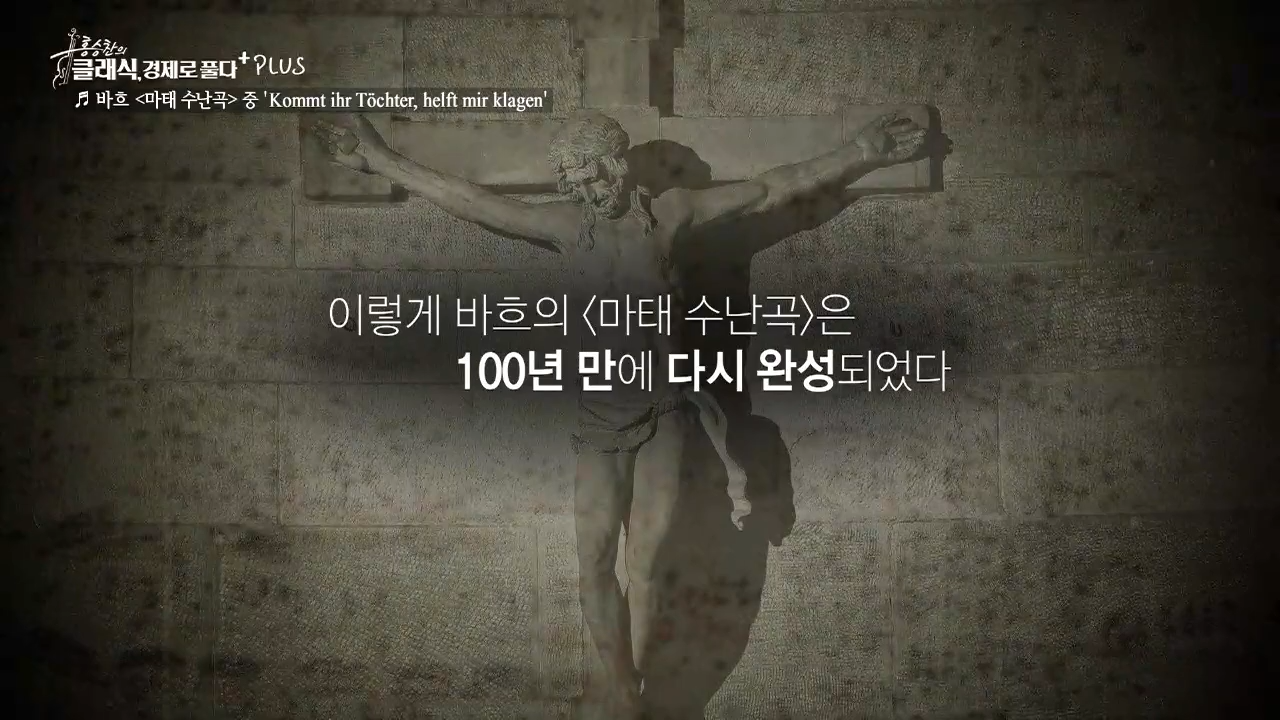 홍승찬의
클래식, 경제로 풀다+ PLUS
♬ 바흐 <마태 수난곡> 중 'Kommt ihr Töchter, helft mir klagen'
이렇게 바흐의 <마태 수난곡>은
100년 만에 다시 완성되었다